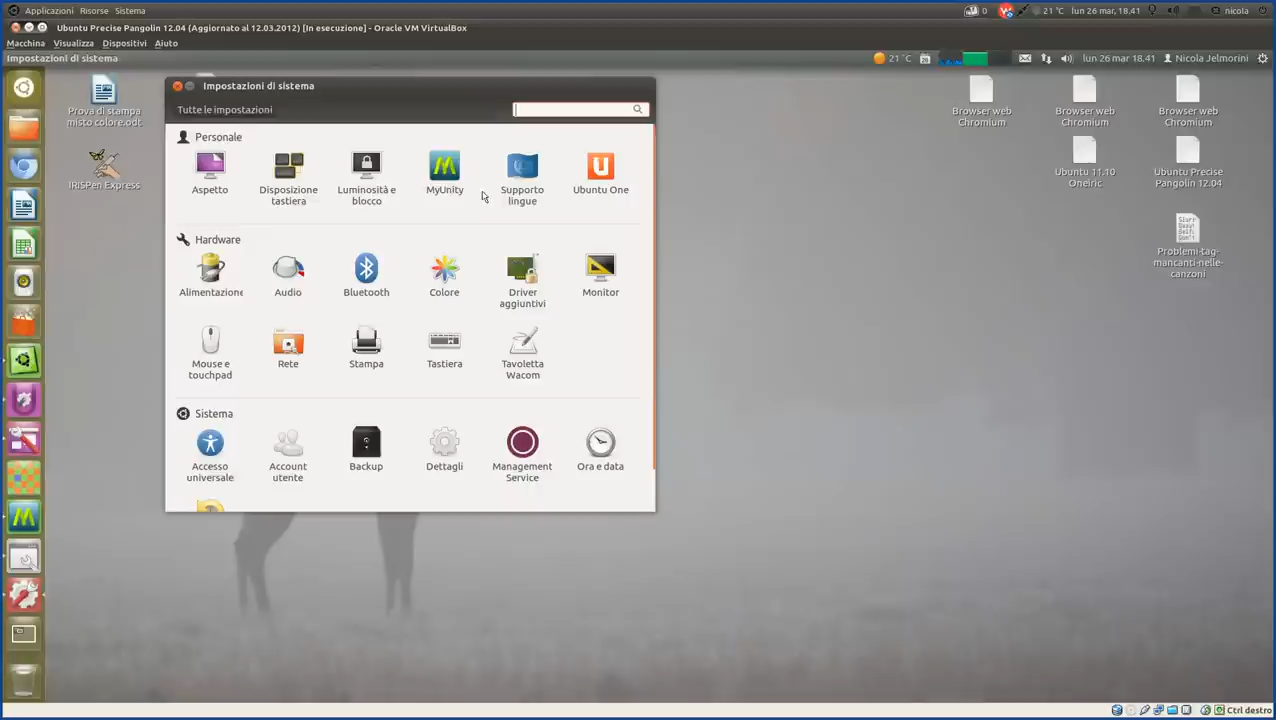 Applicazioni Risorse Sistema
0 21 °C lun 26 mar, 18.41 nicola
Ubuntu Precise Pangolin 12.04 (Aggiornato al 12.03.2012) [In esecuzione] - Oracle VM VirtualBox
Macchina Visualizza Dispositivi Aiuto
Impostazioni di sistema
21 °C lun 26 mar 18.41 Nicola Jelmorini
Prova di stampa
misto colore.odt
IRISPen Express
Impostazioni di sistema
Tutte le impostazioni
Personale
Aspetto
Disposizione
tastiera
Luminosità e
blocco
MyUnity
Supporto
lingue
Ubuntu One
Hardware
Alimentazione
Audio
Bluetooth
Colore
Driver
aggiuntivi
Monitor
Mouse e
touchpad
Rete
Stampa
Tastiera
Tavoletta
Wacom
Sistema
Accesso
universale
Account
utente
Backup
Dettagli
Management
Service
Ora e data
Browser web
Chromium
Browser web
Chromium
Browser web
Chromium
Ubuntu 11.10
Oneiric
Ubuntu Precise
Pangolin 12.04
Problemi-tag-
mancanti-nelle-
canzoni
Ctrl destro